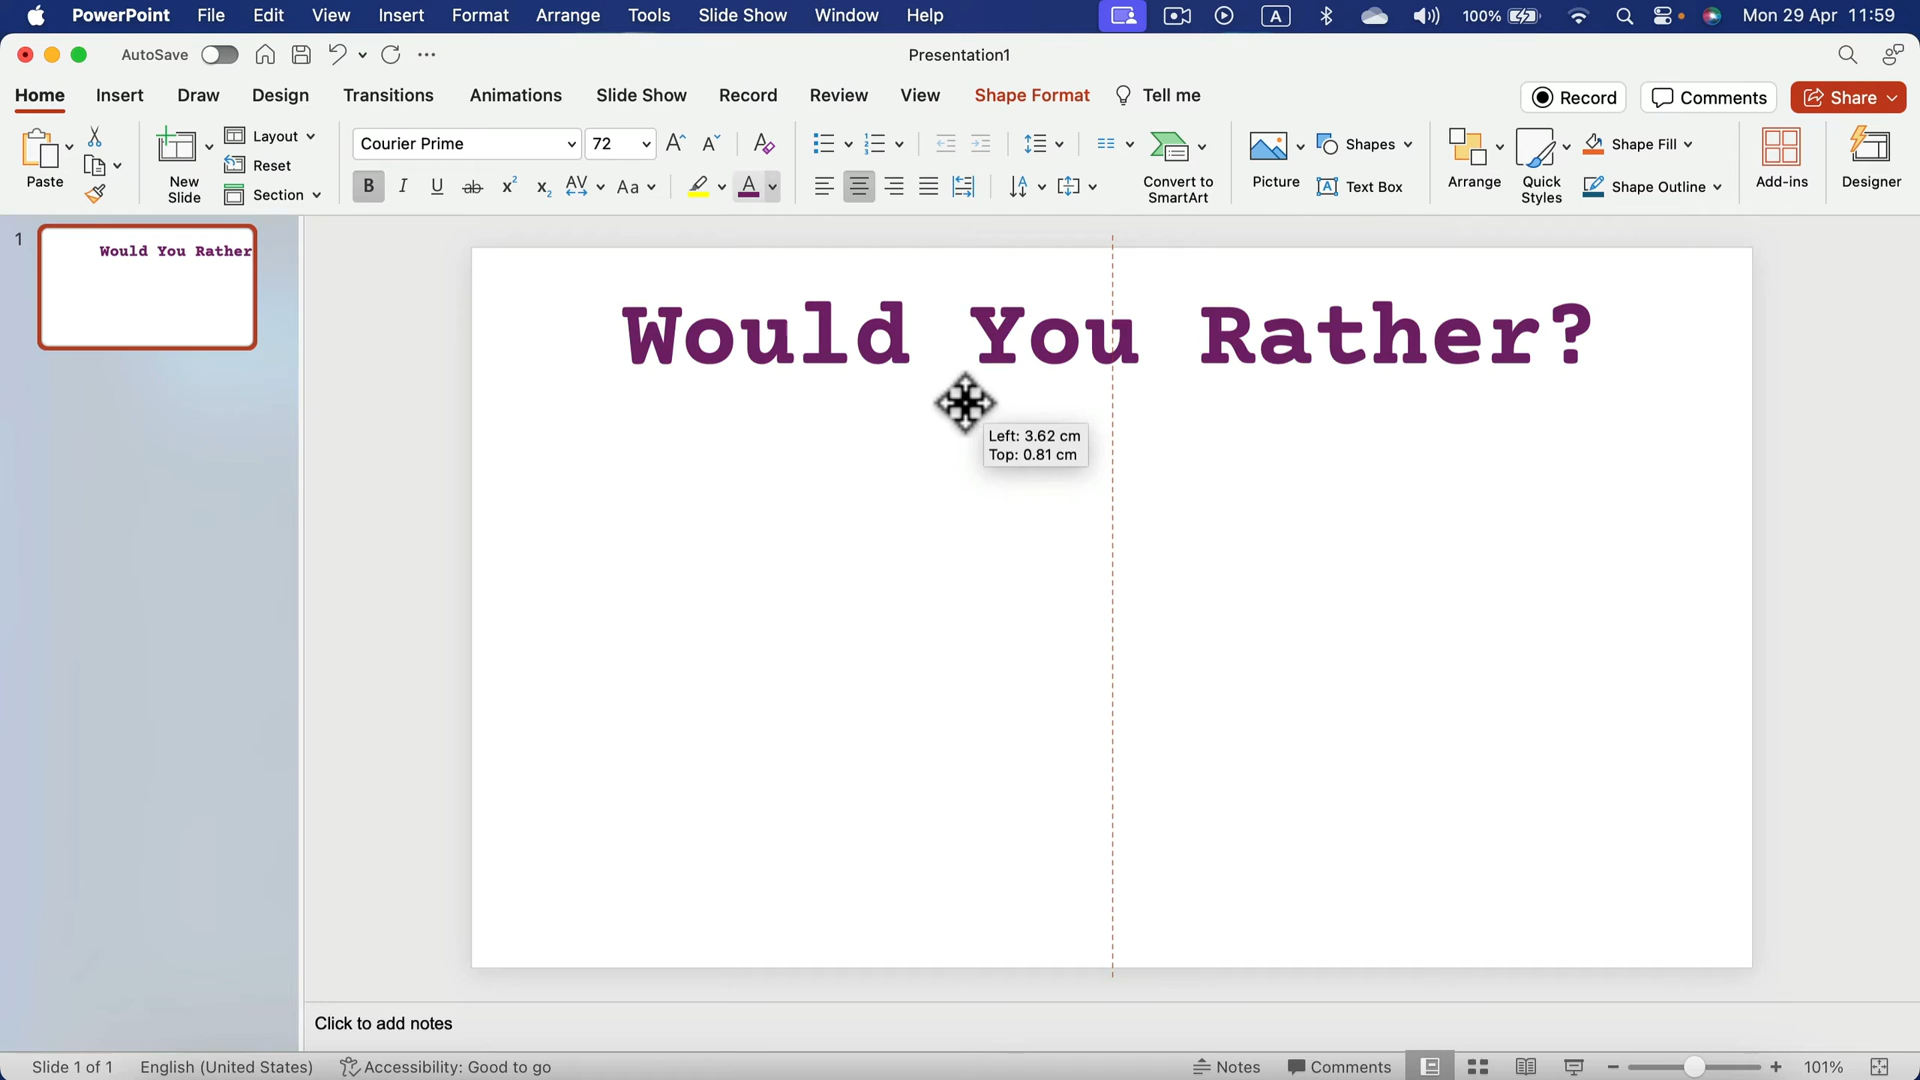 PowerPoint File Edit View Insert Format Arrange Tools Slide Show Window Help A 100% Mon 29 Apr 11:59
AutoSave Presentation1
Home Insert Draw Design Transitions Animations Slide Show Record Review View Shape Format Tell me Record Comments Share
Paste New Slide Layout Reset Section
Courier Prime 72
B I U ab x² x₂ AV Aa A
Convert to SmartArt Picture Shapes Text Box Arrange Quick Styles Shape Fill Shape Outline Add-ins Designer
1
Would You Rather
Would You Rather?
Left: 3.62 cm
Top: 0.81 cm
Click to add notes
Slide 1 of 1 English (United States) Accessibility: Good to go Notes Comments 101%